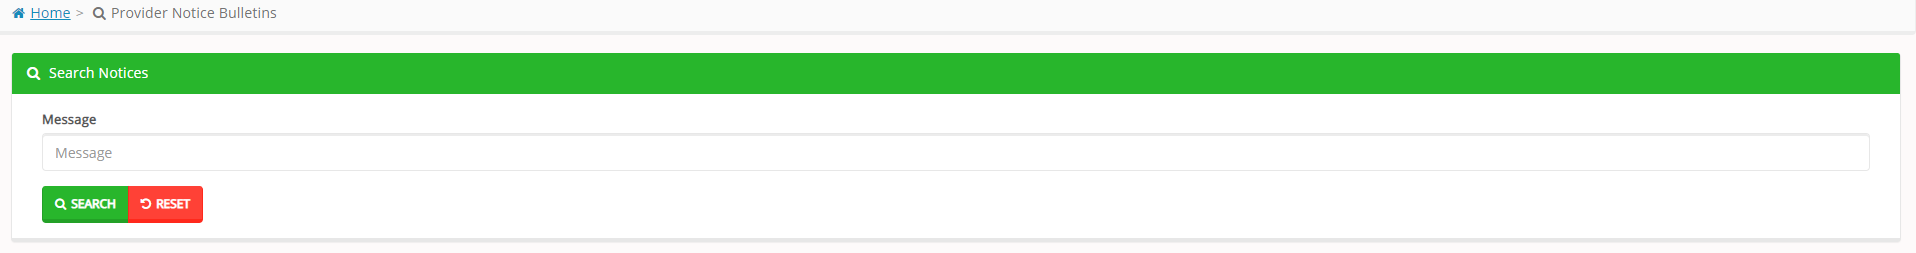 Home > Provider Notice Bulletins
Search Notices
Message
Message
SEARCH RESET